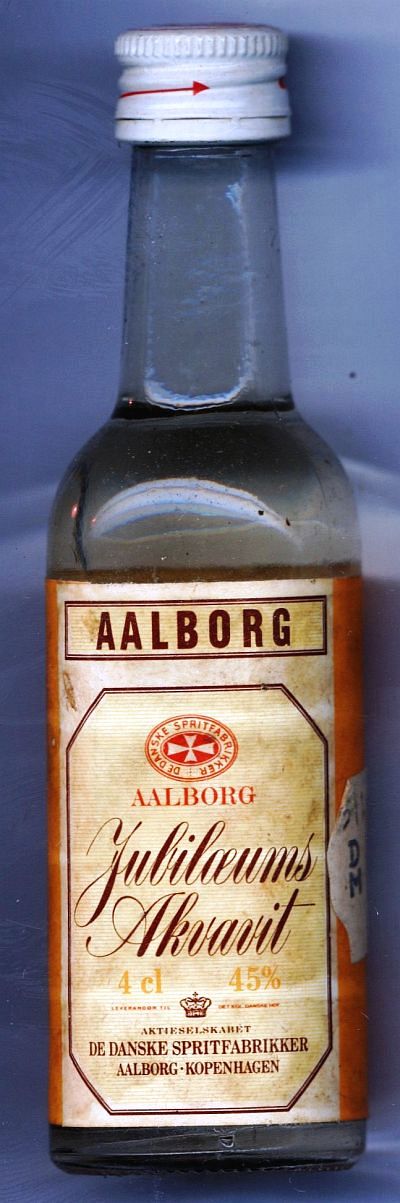 AALBORG
DE DANSKE SPRITFABRIKKER
AALBORG
Jubilæums
Akvavit
4 cl 45%
LEVERANDØR TIL DET KGL. DANSKE HOF
AKTIESELSKABET
DE DANSKE SPRITFABRIKKER
AALBORG · KOPENHAGEN
D
M